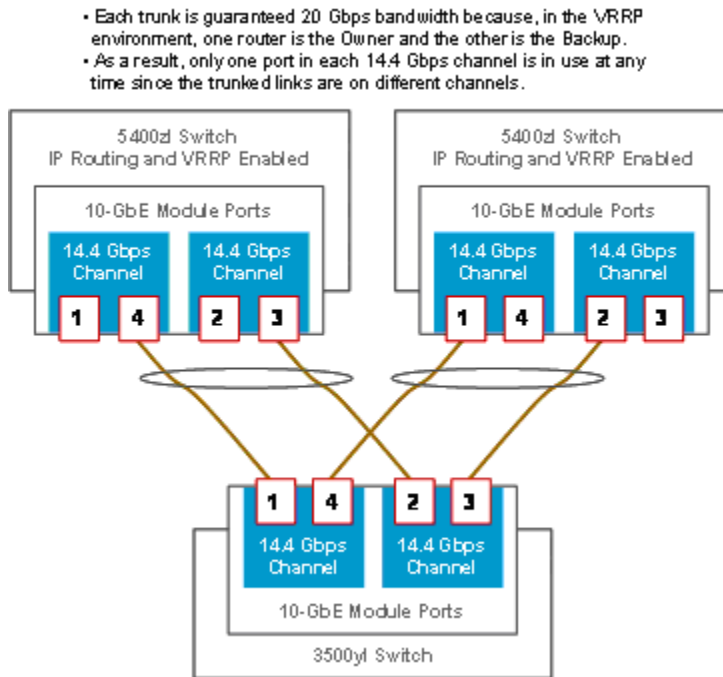 • Each trunk is guaranteed 20 Gbps bandwidth because, in the VRRP
environment, one router is the Owner and the other is the Backup.
• As a result, only one port in each 14.4 Gbps channel is in use at any
time since the trunked links are on different channels.
5400zl Switch
IP Routing and VRRP Enabled
10-GbE Module Ports
14.4 Gbps
Channel
14.4 Gbps
Channel
1 4 2 3
5400zl Switch
IP Routing and VRRP Enabled
10-GbE Module Ports
14.4 Gbps
Channel
14.4 Gbps
Channel
1 4 2 3
1 4 2 3
14.4 Gbps
Channel
14.4 Gbps
Channel
10-GbE Module Ports
3500yl Switch